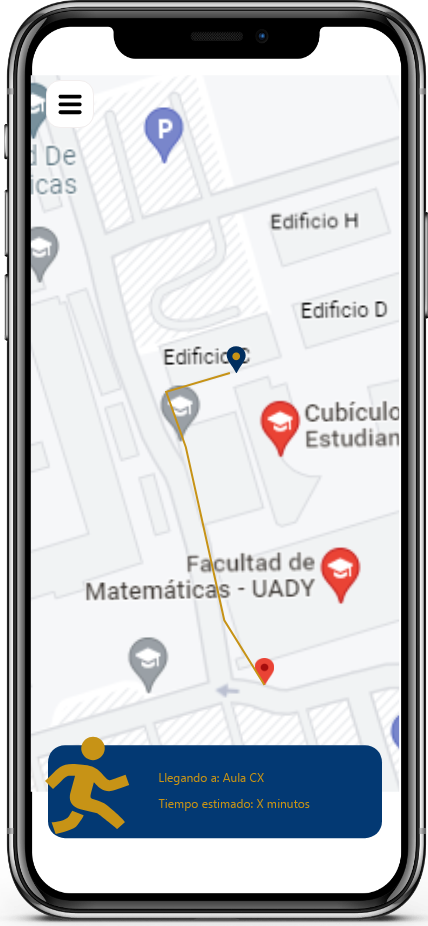 P
d De
icas
Edificio H
Edificio D
Edificio C
Cubículo
Estudian
Facultad de
Matemáticas - UADY
Llegando a: Aula CX
Tiempo estimado: X minutos